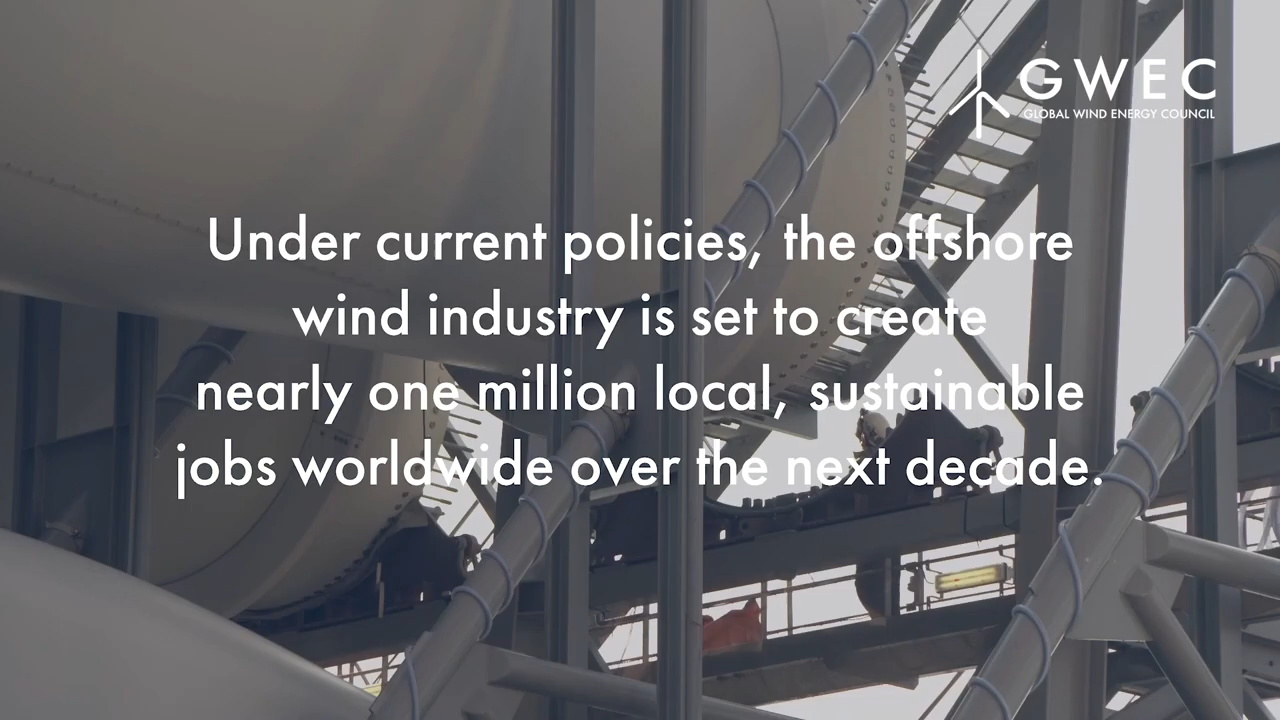 GWEC
GLOBAL WIND ENERGY COUNCIL
Under current policies, the offshore
wind industry is set to create
nearly one million local, sustainable
jobs worldwide over the next decade.